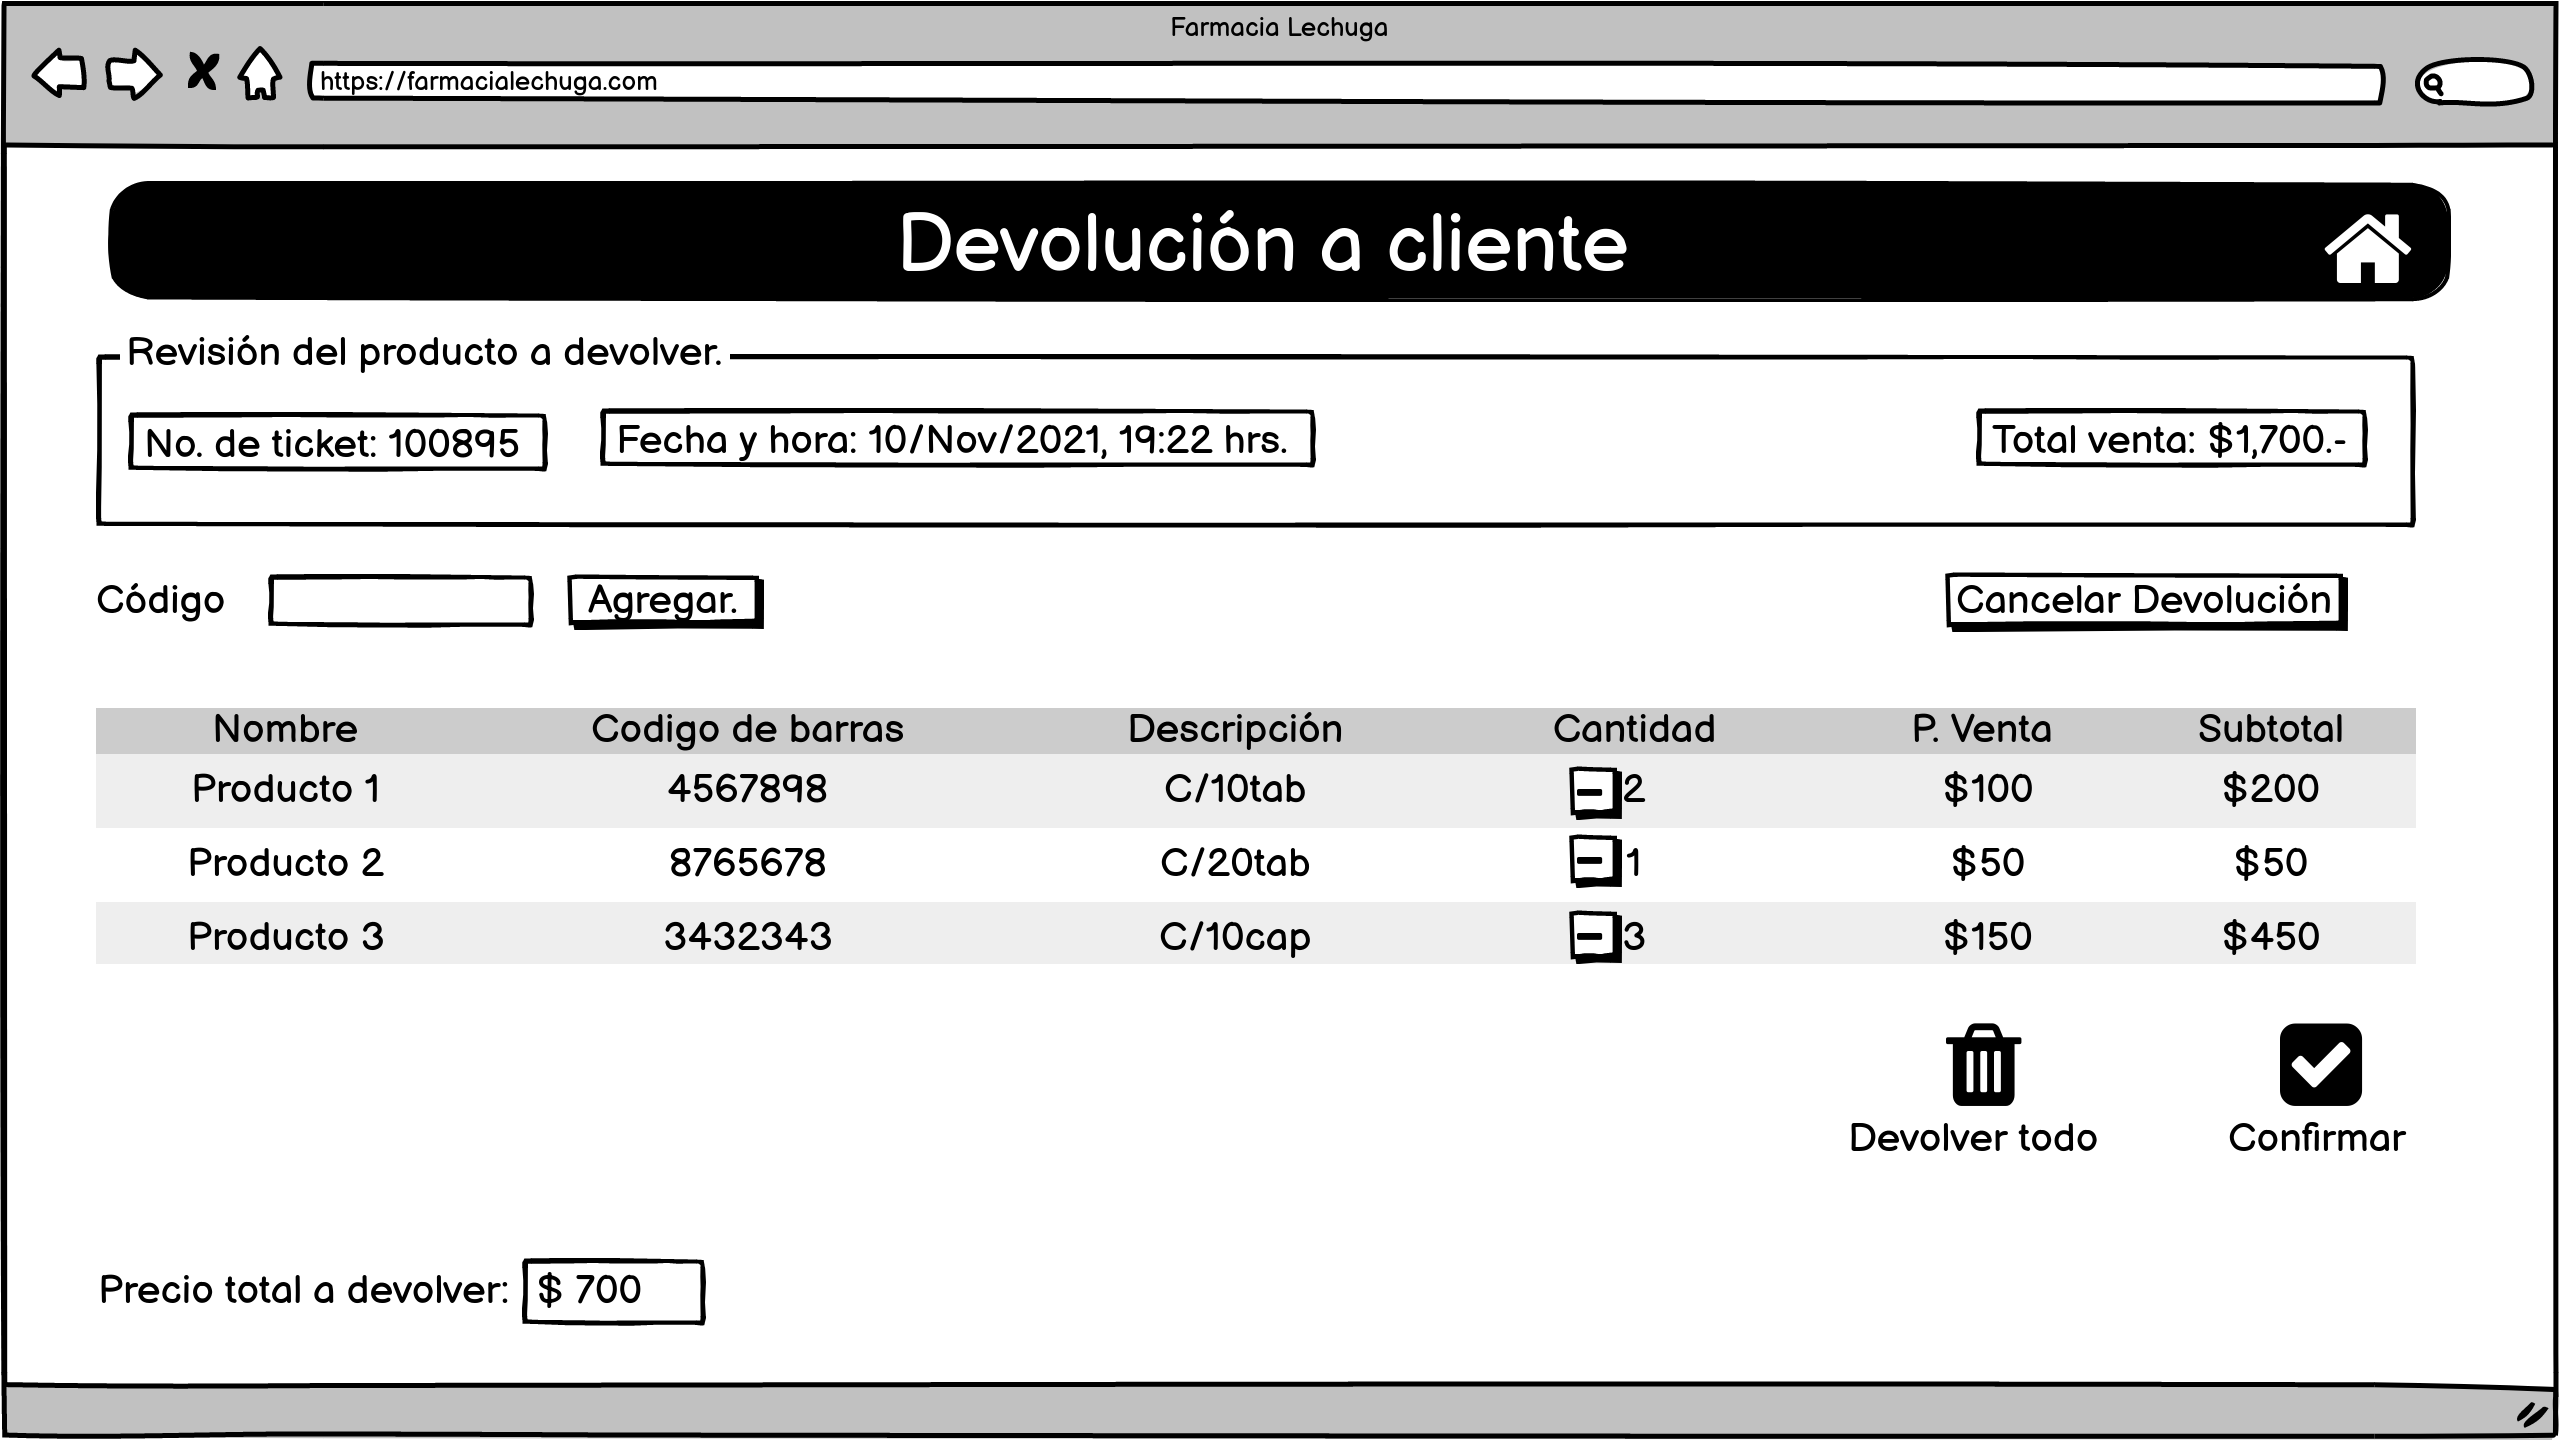 Farmacia Lechuga
https://farmacialechuga.com
Devolución a cliente
Revisión del producto a devolver.
No. de ticket: 100895 Fecha y hora: 10/Nov/2021, 19:22 hrs. Total venta: $1,700.-
Código Agregar. Cancelar Devolución
Nombre Codigo de barras Descripción Cantidad P. Venta Subtotal
Producto 1 4567898 C/10tab 2 $100 $200
Producto 2 8765678 C/20tab 1 $50 $50
Producto 3 3432343 C/10cap 3 $150 $450
Devolver todo Confirmar
Precio total a devolver: $ 700